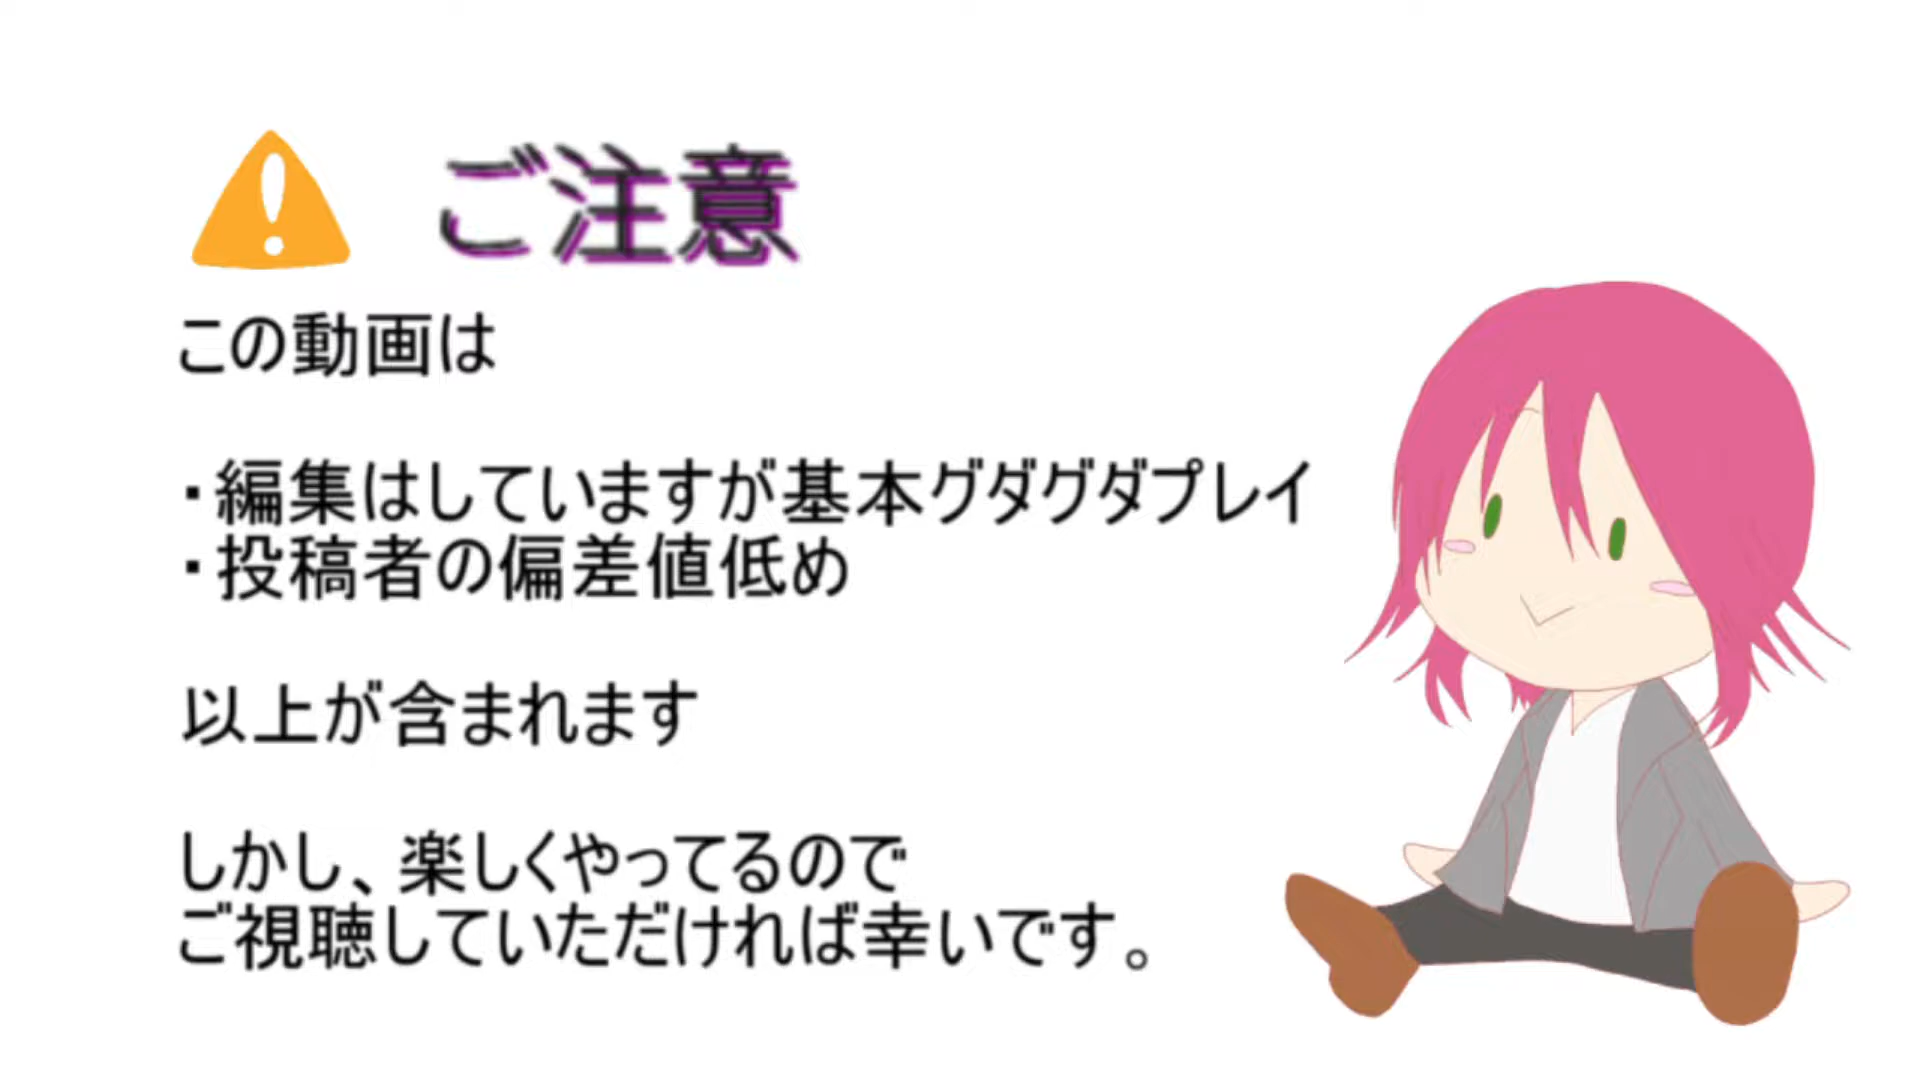 ご注意
この動画は
・編集はしていますが基本グダグダプレイ
・投稿者の偏差値低め
以上が含まれます
しかし、楽しくやってるので
ご視聴していただければ幸いです。